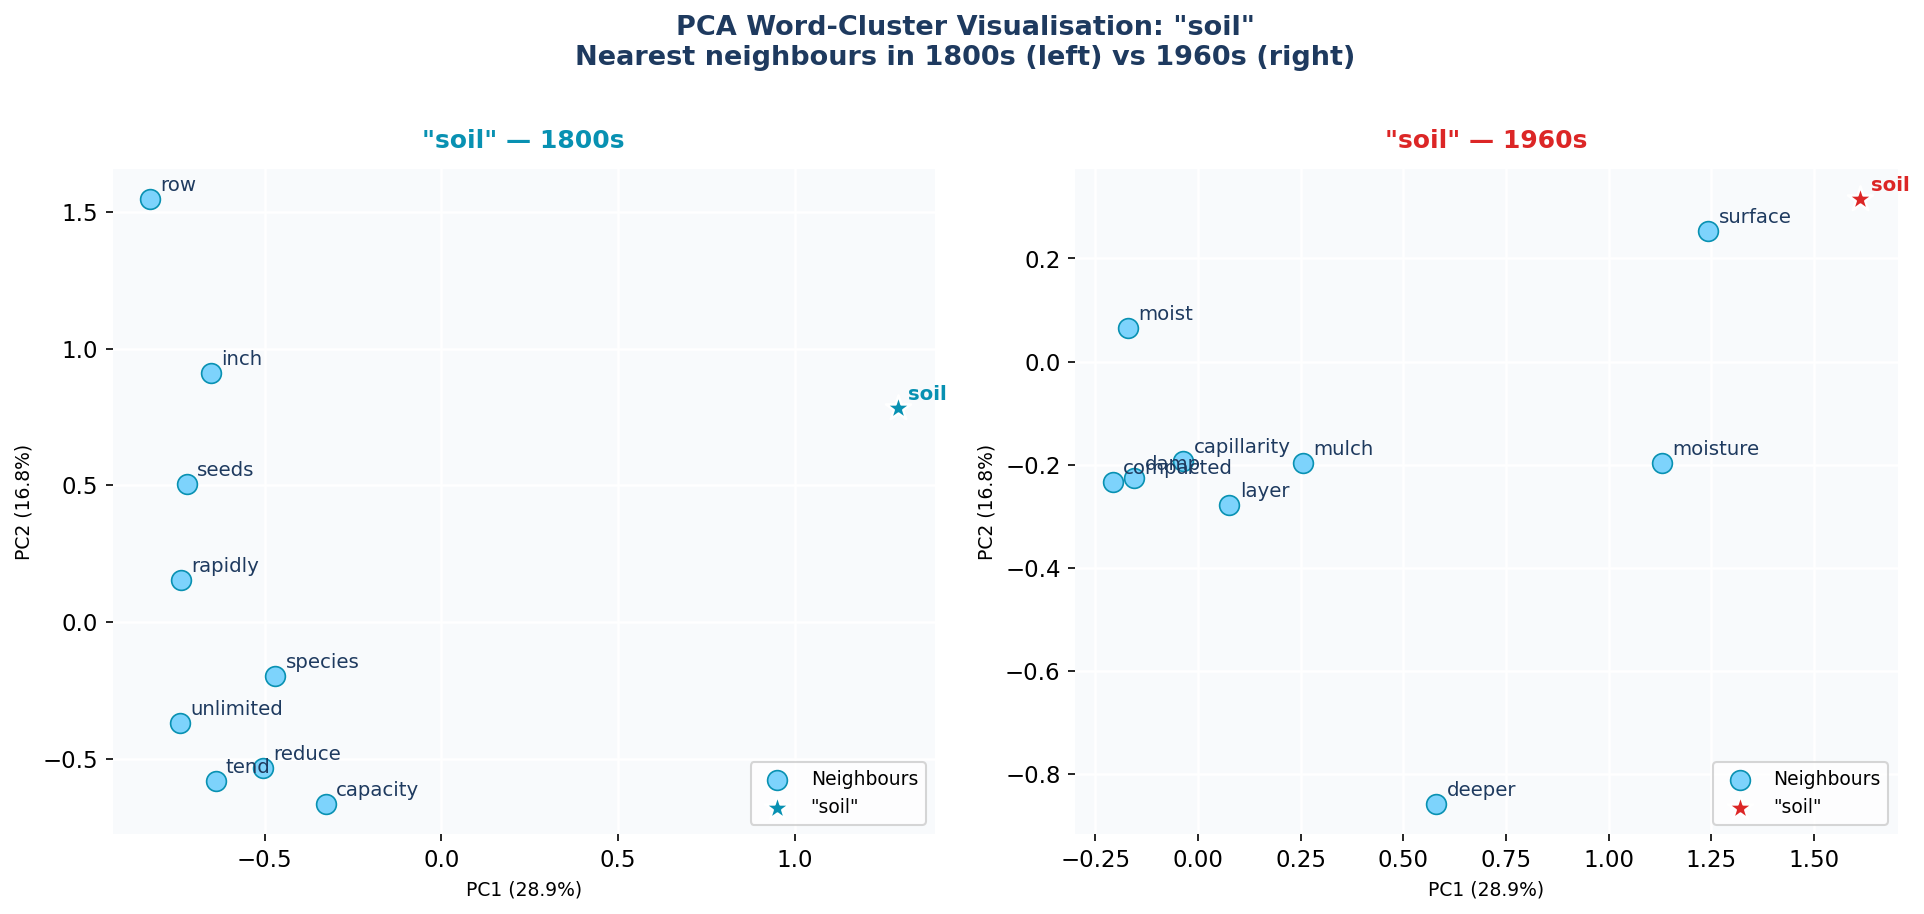 PCA Word-Cluster Visualisation: "soil"
Nearest neighbours in 1800s (left) vs 1960s (right)
"soil" — 1800s
row
inch
soil
seeds
rapidly
species
unlimited
reduce
tend
capacity
1.5
1.0
0.5
0.0
−0.5
−0.5
0.0
0.5
1.0
PC2 (16.8%)
PC1 (28.9%)
Neighbours
"soil"
"soil" — 1960s
soil
surface
moist
capillarity
mulch
moisture
damp
compacted
layer
deeper
0.2
0.0
−0.2
−0.4
−0.6
−0.8
−0.25
0.00
0.25
0.50
0.75
1.00
1.25
1.50
PC2 (16.8%)
PC1 (28.9%)
Neighbours
"soil"